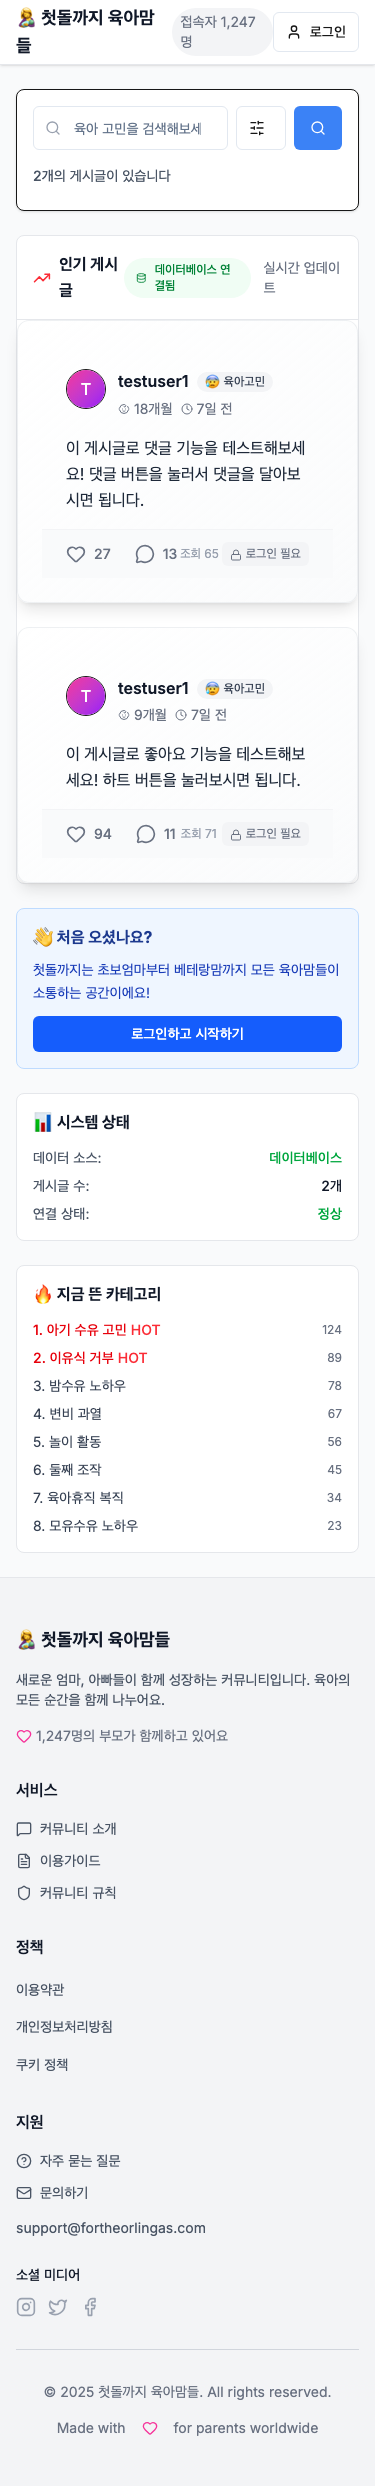 첫돌까지 육아맘
들
접속자 1,247
명
로그인
육아 고민을 검색해보세
2개의 게시글이 있습니다
인기 게시
글
데이터베이스 연
결됨
실시간 업데이
트
T
testuser1
육아고민
18개월 7일 전
이 게시글로 댓글 기능을 테스트해보세
요! 댓글 버튼을 눌러서 댓글을 달아보
시면 됩니다.
27 13 조회 65 로그인 필요
T
testuser1
육아고민
9개월 7일 전
이 게시글로 좋아요 기능을 테스트해보
세요! 하트 버튼을 눌러보시면 됩니다.
94 11 조회 71 로그인 필요
처음 오셨나요?
첫돌까지는 초보엄마부터 베테랑맘까지 모든 육아맘들이
소통하는 공간이에요!
로그인하고 시작하기
시스템 상태
데이터 소스: 데이터베이스
게시글 수: 2개
연결 상태: 정상
지금 뜬 카테고리
1. 아기 수유 고민 HOT 124
2. 이유식 거부 HOT 89
3. 밤수유 노하우 78
4. 변비 과열 67
5. 놀이 활동 56
6. 둘째 조작 45
7. 육아휴직 복직 34
8. 모유수유 노하우 23
첫돌까지 육아맘들
새로운 엄마, 아빠들이 함께 성장하는 커뮤니티입니다. 육아의
모든 순간을 함께 나누어요.
1,247명의 부모가 함께하고 있어요
서비스
커뮤니티 소개
이용가이드
커뮤니티 규칙
정책
이용약관
개인정보처리방침
쿠키 정책
지원
자주 묻는 질문
문의하기
support@fortheorlingas.com
소셜 미디어
© 2025 첫돌까지 육아맘들. All rights reserved.
Made with for parents worldwide